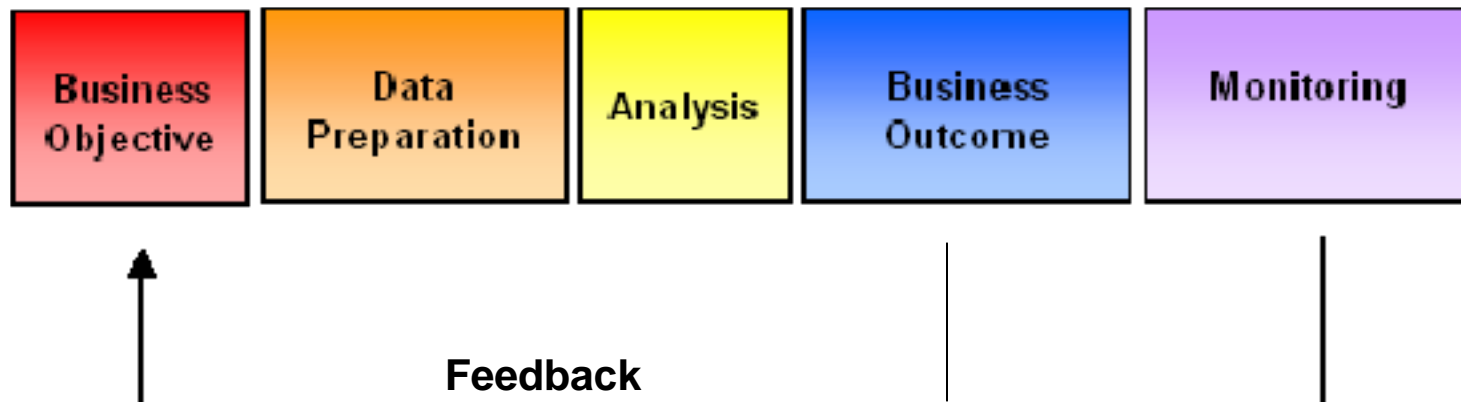 Business
Objective
Data
Preparation
Analysis
Business
Outcome
Monitoring
Feedback